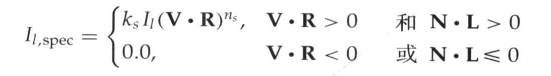 I_{l,spec} = { k_s I_l (V • R)^{n_s}, V • R > 0 和 N • L > 0
0.0, V • R < 0 或 N • L ≤ 0